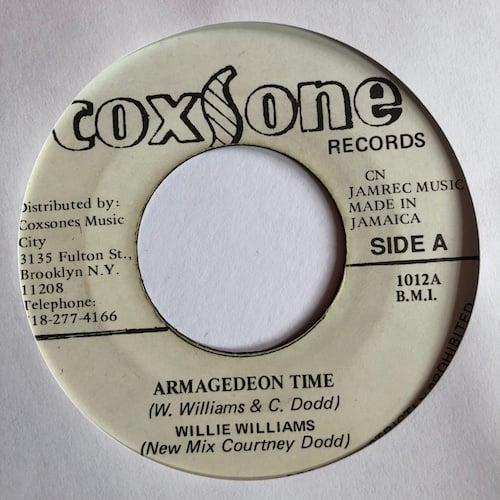 coxsone
RECORDS
CN
JAMREC MUSIC
MADE IN
JAMAICA
SIDE A
1012A
B.M.I.
Distributed by:
Coxsones Music
City
3135 Fulton St.,
Brooklyn N.Y.
11208
Telephone:
718-277-4166
ARMAGEDEON TIME
(W. Williams & C. Dodd)
WILLIE WILLIAMS
(New Mix Courtney Dodd)
PROHIBITED